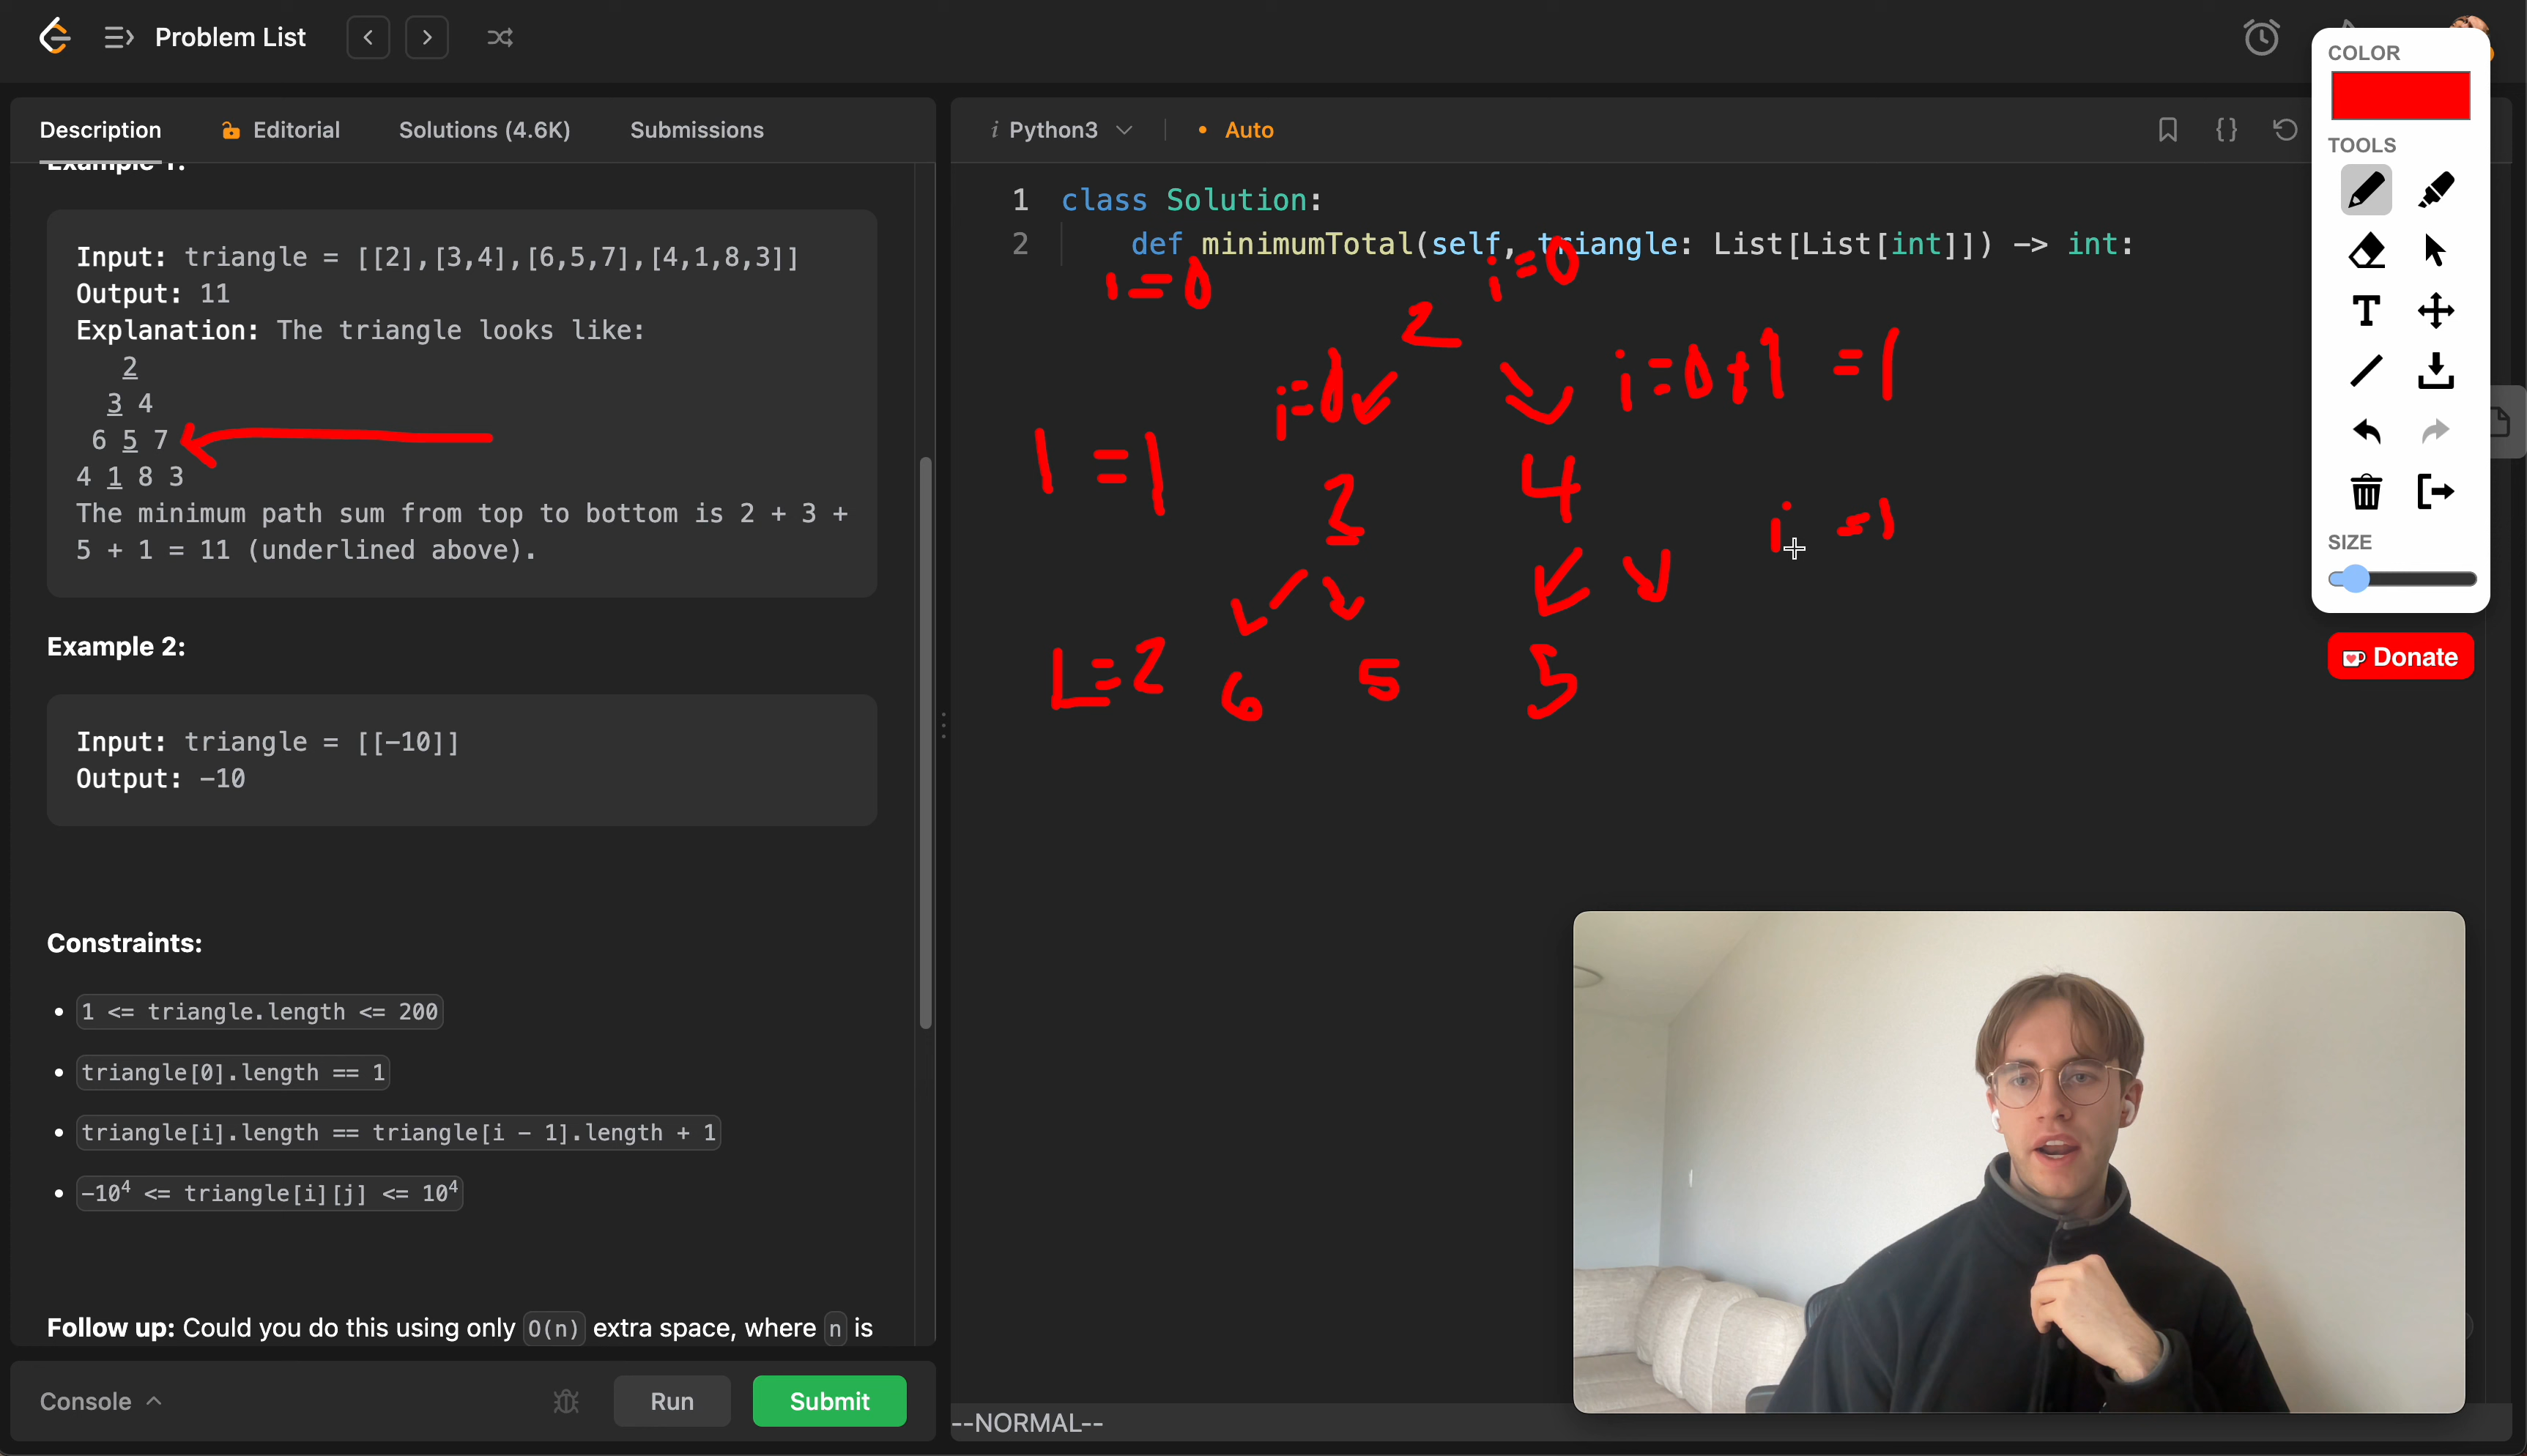 Problem List
Description
Editorial
Solutions (4.6K)
Submissions
Example 1:
Input: triangle = [[2],[3,4],[6,5,7],[4,1,8,3]]
Output: 11
Explanation: The triangle looks like:
2
3 4
6 5 7
4 1 8 3
The minimum path sum from top to bottom is 2 + 3 +
5 + 1 = 11 (underlined above).
Example 2:
Input: triangle = [[-10]]
Output: -10
Constraints:
1 <= triangle.length <= 200
triangle[0].length == 1
triangle[i].length == triangle[i - 1].length + 1
-10⁴ <= triangle[i][j] <= 10⁴
Follow up: Could you do this using only O(n) extra space, where n is
Console
Run
Submit
i Python3
Auto
1 class Solution:
2 def minimumTotal(self, triangle: List[List[int]]) -> int:
l=0
i=0
2
i=0
i=0+1 =1
l=1
3
4
i =1
L=2
6
5
5
--NORMAL--
COLOR
TOOLS
T
SIZE
Donate